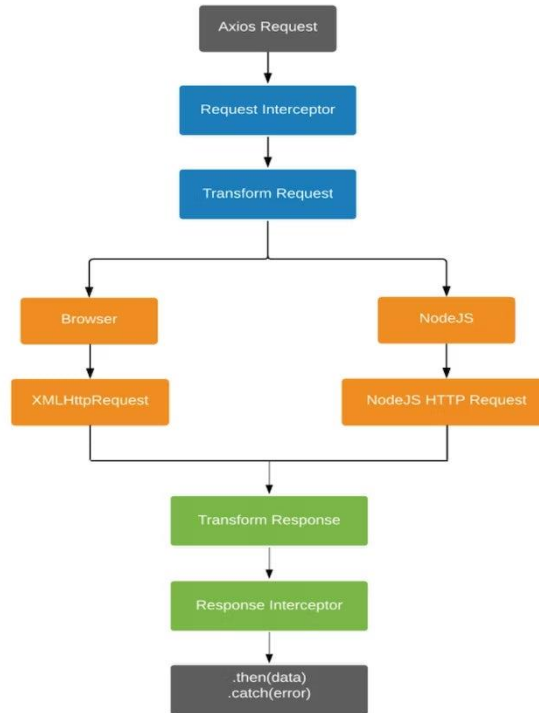 Axios Request
Request Interceptor
Transform Request
Browser
NodeJS
XMLHttpRequest
NodeJS HTTP Request
Transform Response
Response Interceptor
.then(data)
.catch(error)